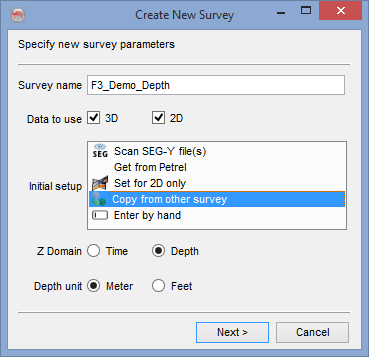 Create New Survey
Specify new survey parameters
Survey name F3_Demo_Depth
Data to use 3D 2D
SEG Scan SEG-Y file(s)
Get from Petrel
Set for 2D only
Initial setup
Copy from other survey
Enter by hand
Z Domain Time Depth
Depth unit Meter Feet
Next > Cancel